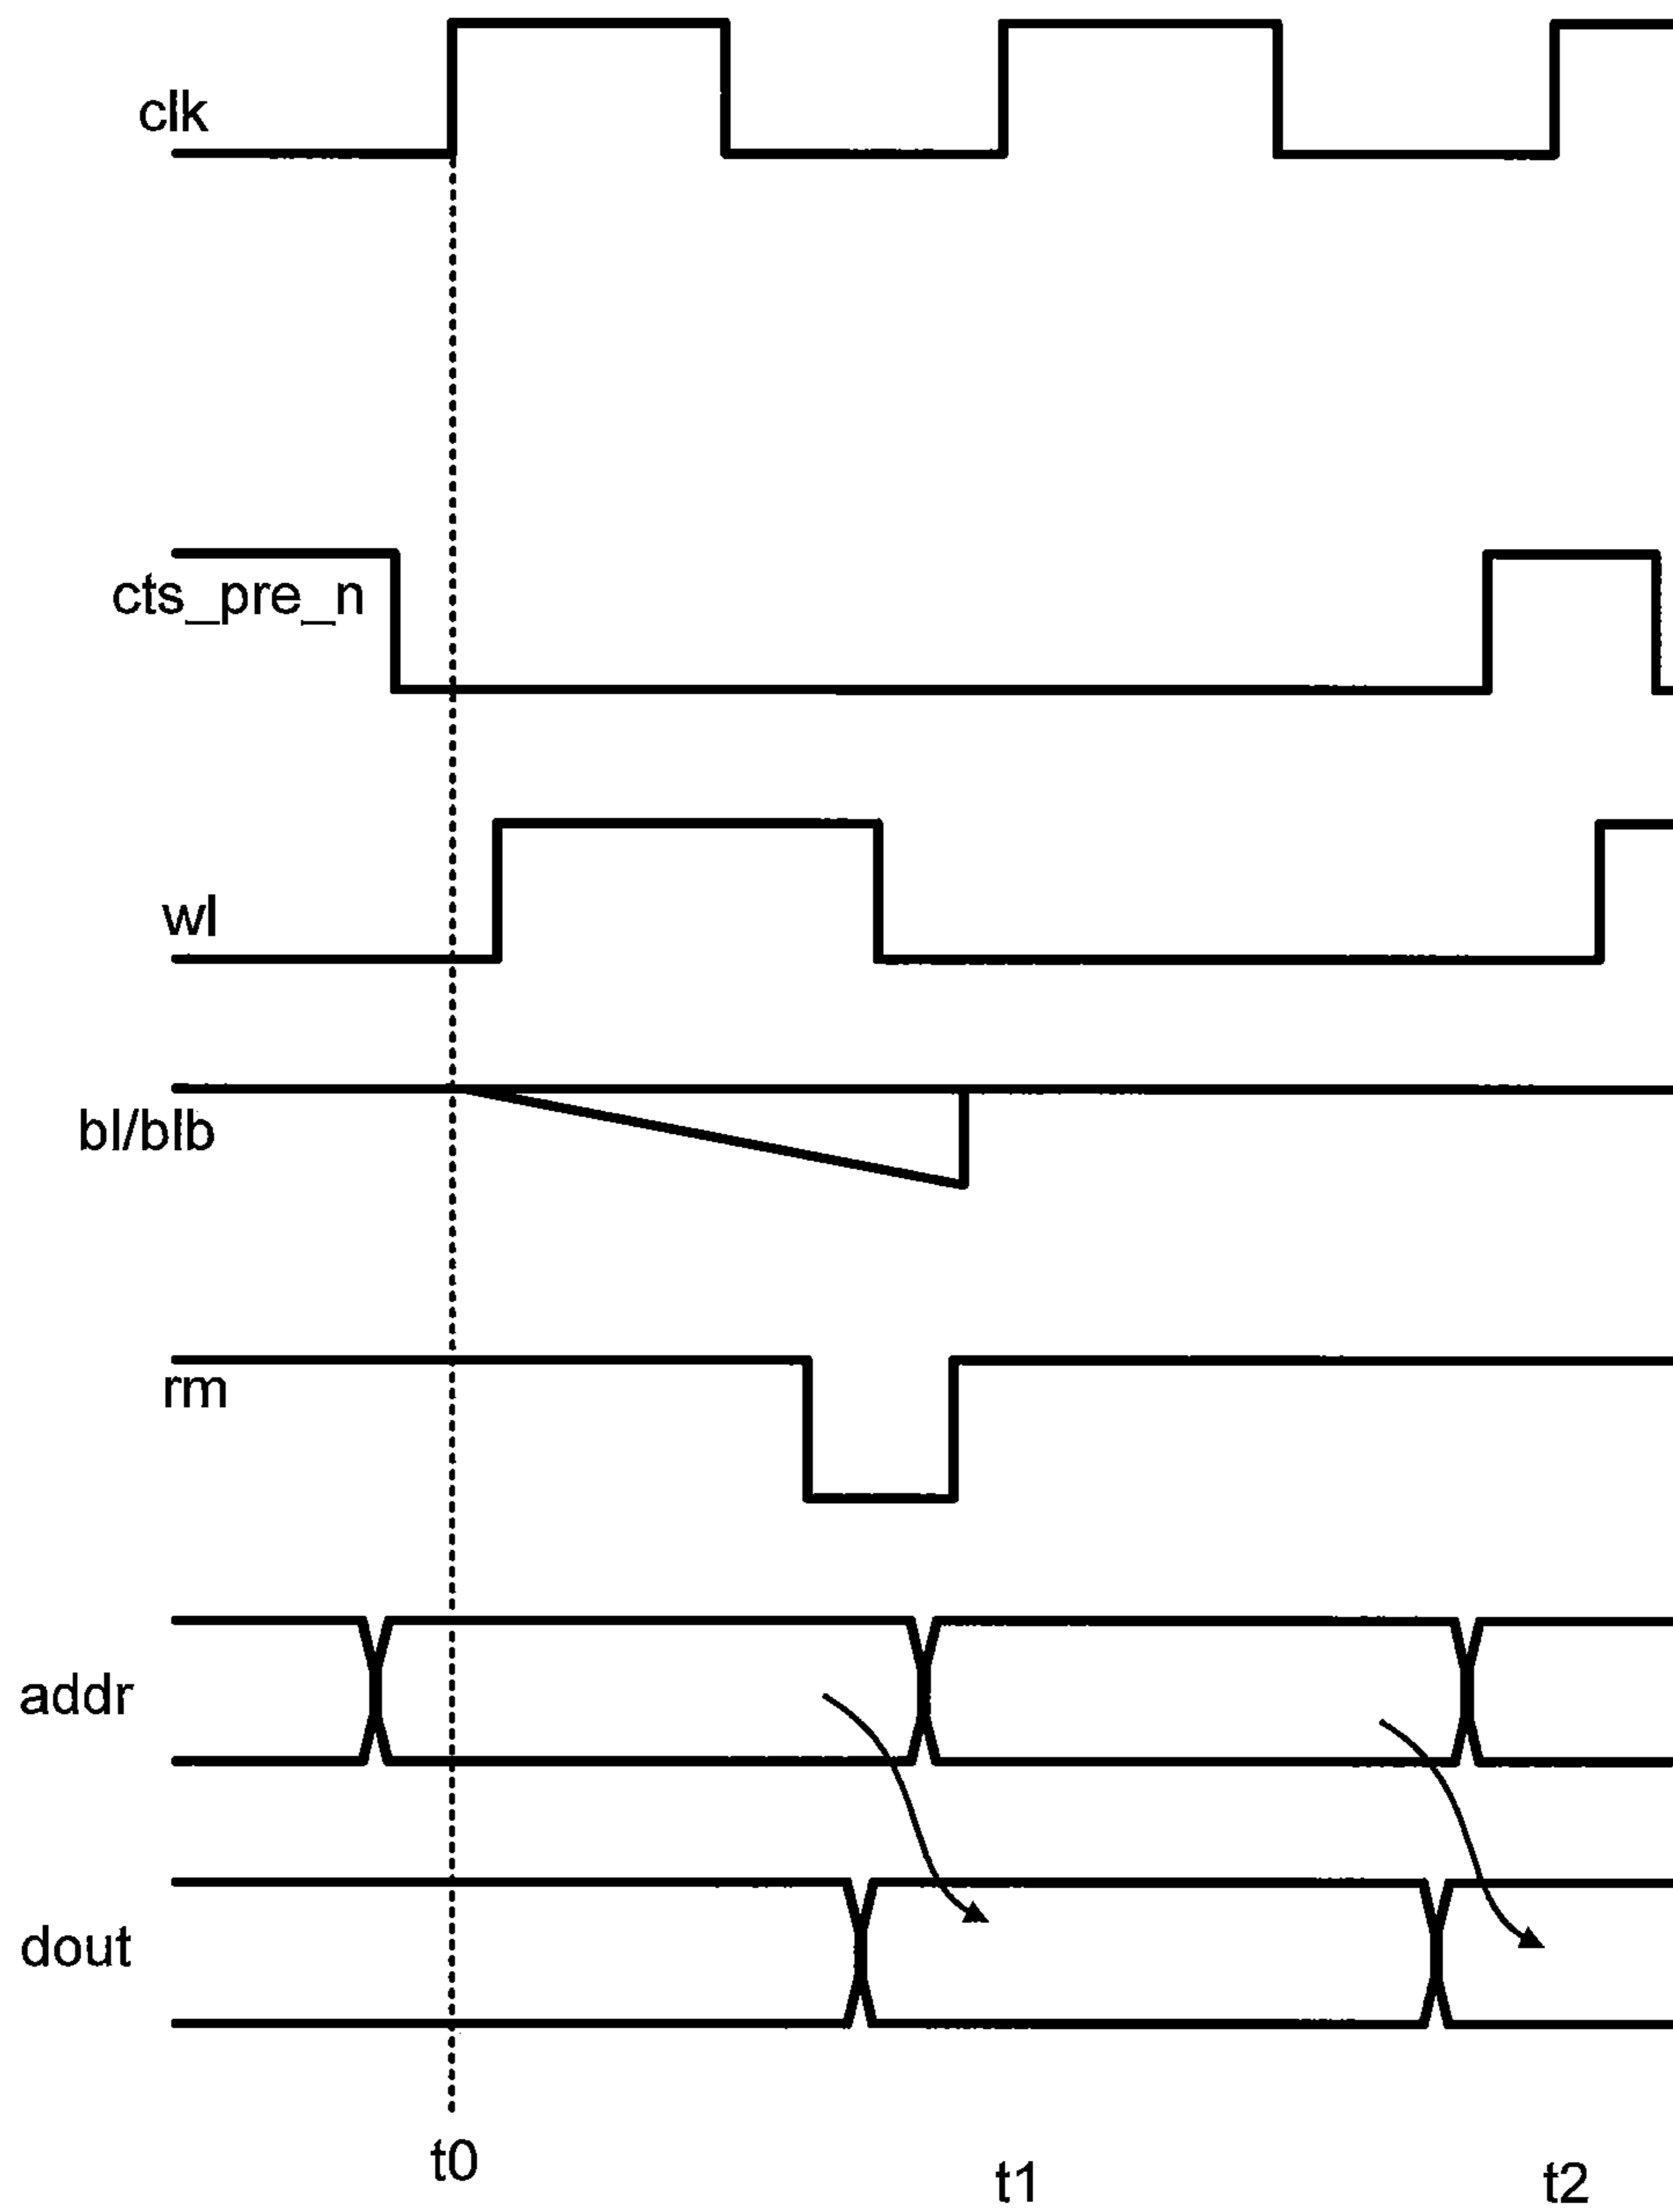 clk
cts_pre_n
wl
bl/blb
rm
addr
dout
t0
t1
t2